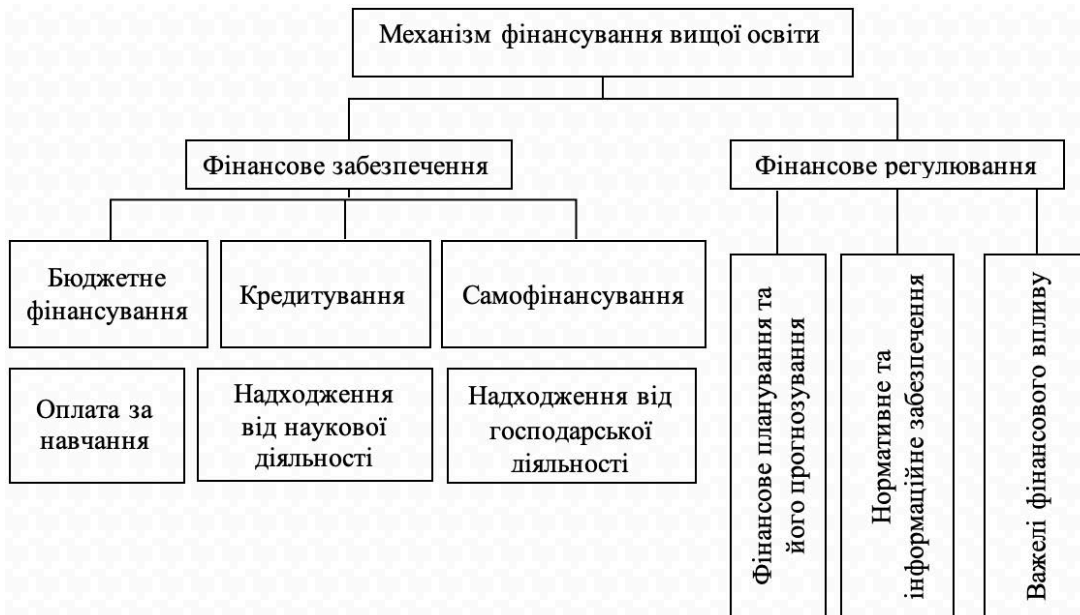 Механізм фінансування вищої освіти
Фінансове забезпечення
Фінансове регулювання
Бюджетне
фінансування
Кредитування
Самофінансування
Оплата за
навчання
Надходження
від наукової
діяльності
Надходження від
господарської
діяльності
Фінансове планування та
його прогнозування
Нормативне та
інформаційне забезпечення
Важелі фінансового впливу